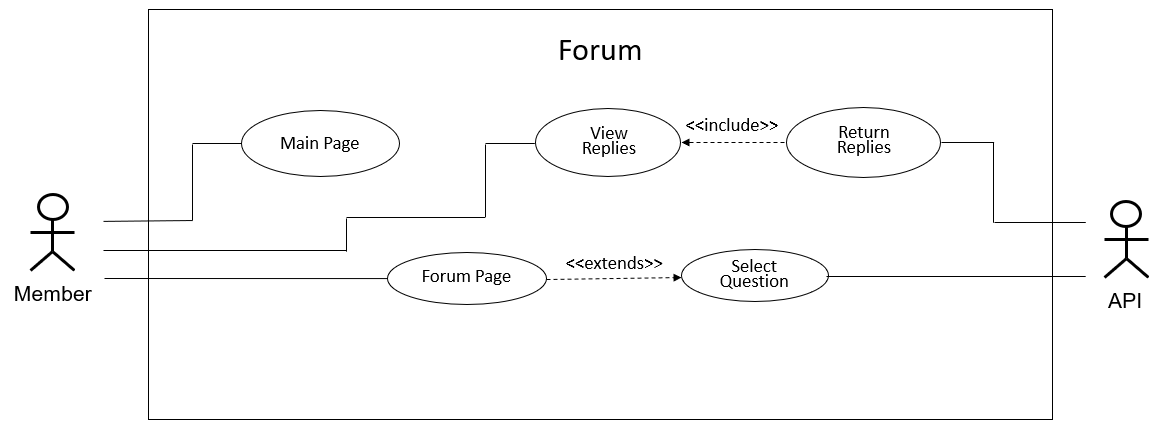 Forum
Main Page
View
Replies
<<include>>
Return
Replies
Member
Forum Page
<<extends>>
Select
Question
API